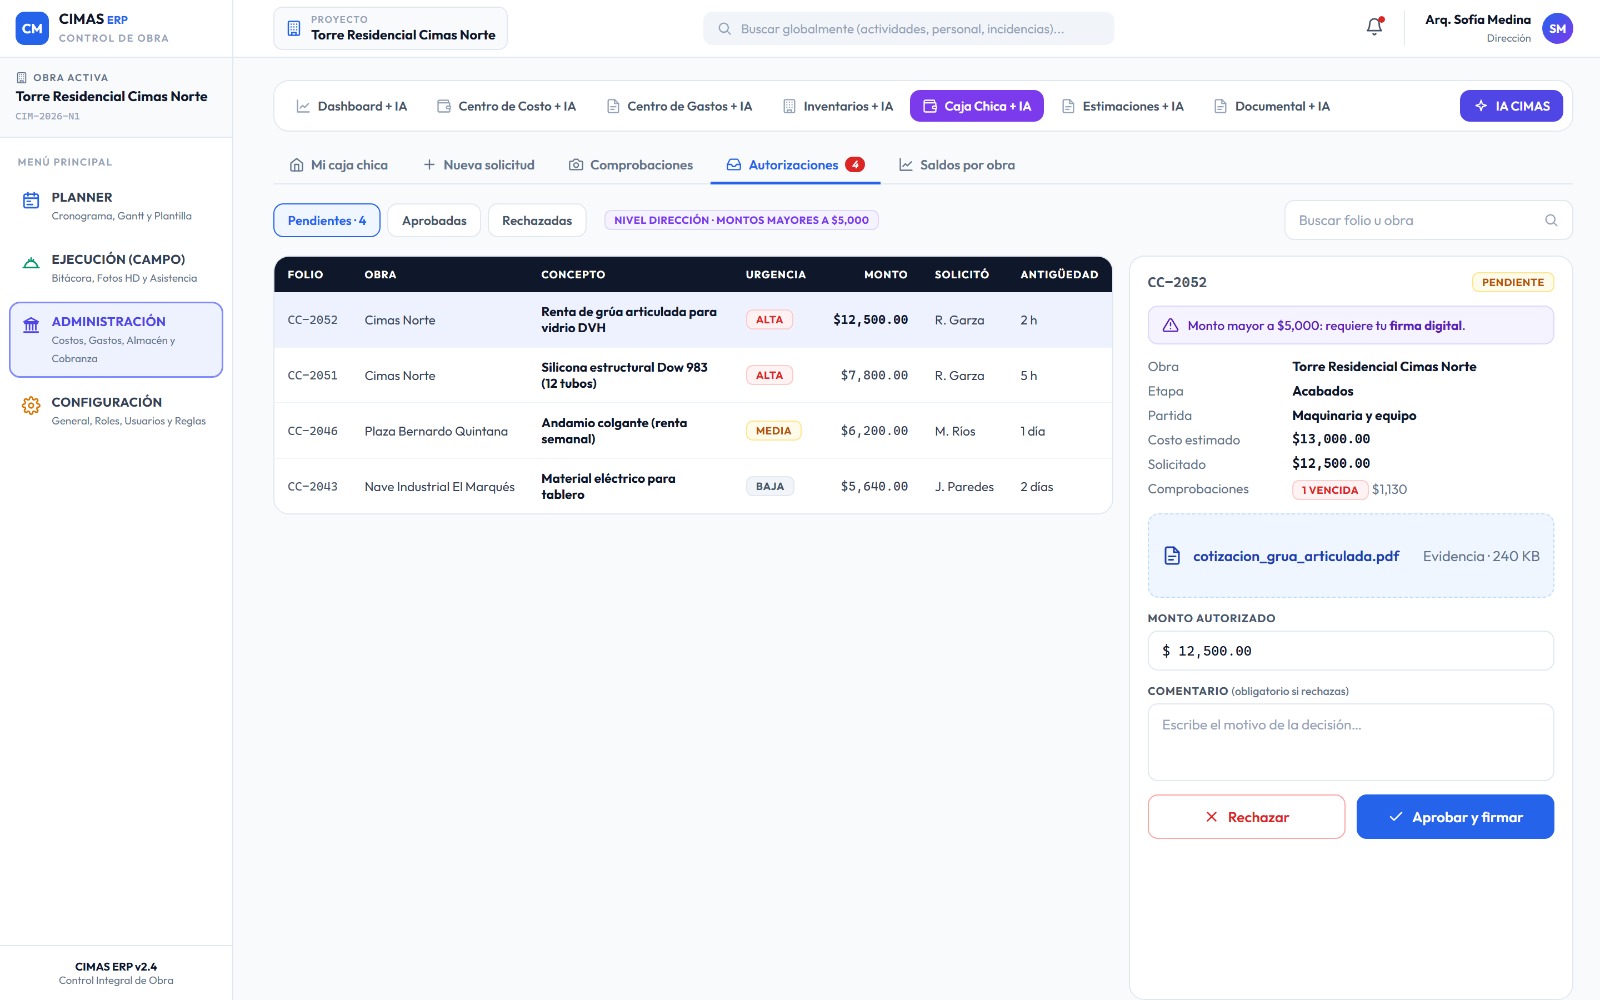 CM
CIMAS ERP
CONTROL DE OBRA
PROYECTO
Torre Residencial Cimas Norte
Buscar globalmente (actividades, personal, incidencias)...
Arq. Sofía Medina
Dirección
SM
OBRA ACTIVA
Torre Residencial Cimas Norte
CIM-2026-N1
MENÚ PRINCIPAL
PLANNER
Cronograma, Gantt y Plantilla
EJECUCIÓN (CAMPO)
Bitácora, Fotos HD y Asistencia
ADMINISTRACIÓN
Costos, Gastos, Almacén y
Cobranza
CONFIGURACIÓN
General, Roles, Usuarios y Reglas
CIMAS ERP v2.4
Control Integral de Obra
Dashboard + IA
Centro de Costo + IA
Centro de Gastos + IA
Inventarios + IA
Caja Chica + IA
Estimaciones + IA
Documental + IA
IA CIMAS
Mi caja chica
Nueva solicitud
Comprobaciones
Autorizaciones 4
Saldos por obra
Pendientes · 4
Aprobadas
Rechazadas
NIVEL DIRECCIÓN · MONTOS MAYORES A $5,000
Buscar folio u obra
FOLIO OBRA CONCEPTO URGENCIA MONTO SOLICITÓ ANTIGÜEDAD
CC-2052 Cimas Norte Renta de grúa articulada para ALTA $12,500.00 R. Garza 2 h
vidrio DVH
CC-2051 Cimas Norte Silicona estructural Dow 983 ALTA $7,800.00 R. Garza 5 h
(12 tubos)
CC-2046 Plaza Bernardo Quintana Andamio colgante (renta MEDIA $6,200.00 M. Ríos 1 día
semanal)
CC-2043 Nave Industrial El Marqués Material eléctrico para BAJA $5,640.00 J. Paredes 2 días
tablero
CC-2052
PENDIENTE
Monto mayor a $5,000: requiere tu firma digital.
Obra Torre Residencial Cimas Norte
Etapa Acabados
Partida Maquinaria y equipo
Costo estimado $13,000.00
Solicitado $12,500.00
Comprobaciones 1 VENCIDA $1,130
cotizacion_grua_articulada.pdf Evidencia · 240 KB
MONTO AUTORIZADO
$ 12,500.00
COMENTARIO (obligatorio si rechazas)
Escribe el motivo de la decisión...
Rechazar
Aprobar y firmar